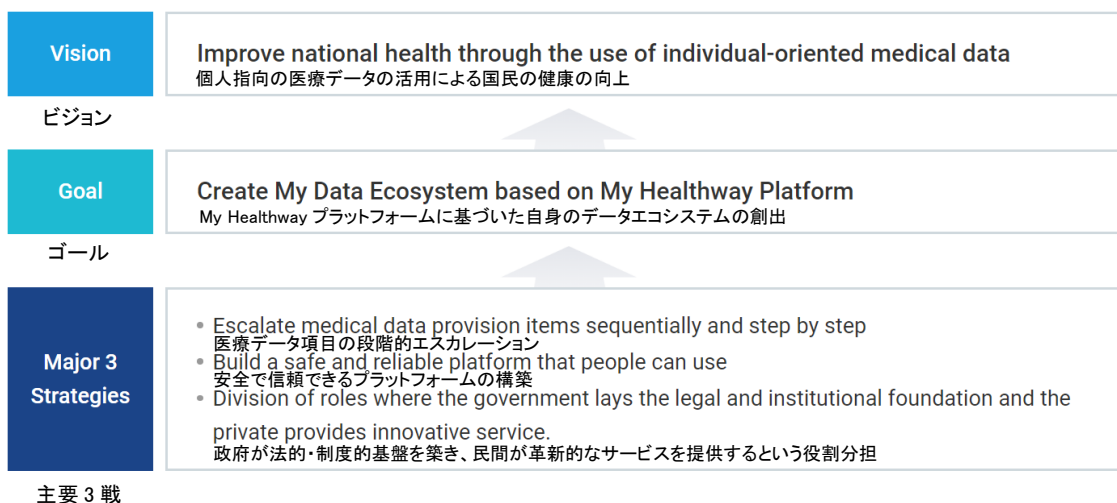 Vision
Improve national health through the use of individual-oriented medical data
個人指向の医療データの活用による国民の健康の向上
ビジョン
Goal
Create My Data Ecosystem based on My Healthway Platform
My Healthway プラットフォームに基づいた自身のデータエコシステムの創出
ゴール
Major 3
Strategies
• Escalate medical data provision items sequentially and step by step
医療データ項目の段階的エスカレーション
• Build a safe and reliable platform that people can use
安全で信頼できるプラットフォームの構築
• Division of roles where the government lays the legal and institutional foundation and the
private provides innovative service.
政府が法的・制度的基盤を築き、民間が革新的なサービスを提供するという役割分担
主要 3 戦